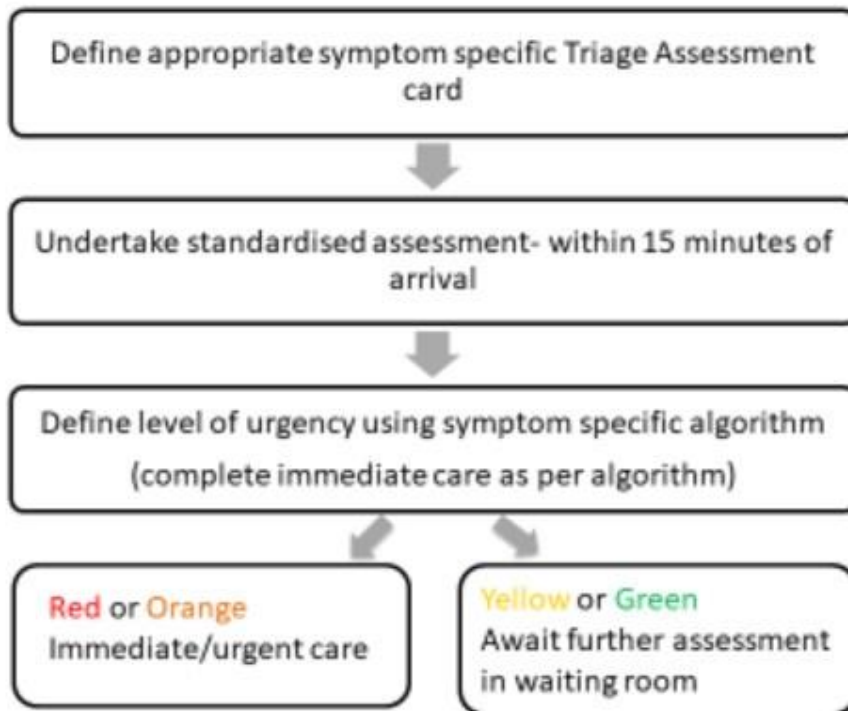 Define appropriate symptom specific Triage Assessment
card
Undertake standardised assessment- within 15 minutes of
arrival
Define level of urgency using symptom specific algorithm
(complete immediate care as per algorithm)
Red or Orange
Immediate/urgent care
Yellow or Green
Await further assessment
in waiting room